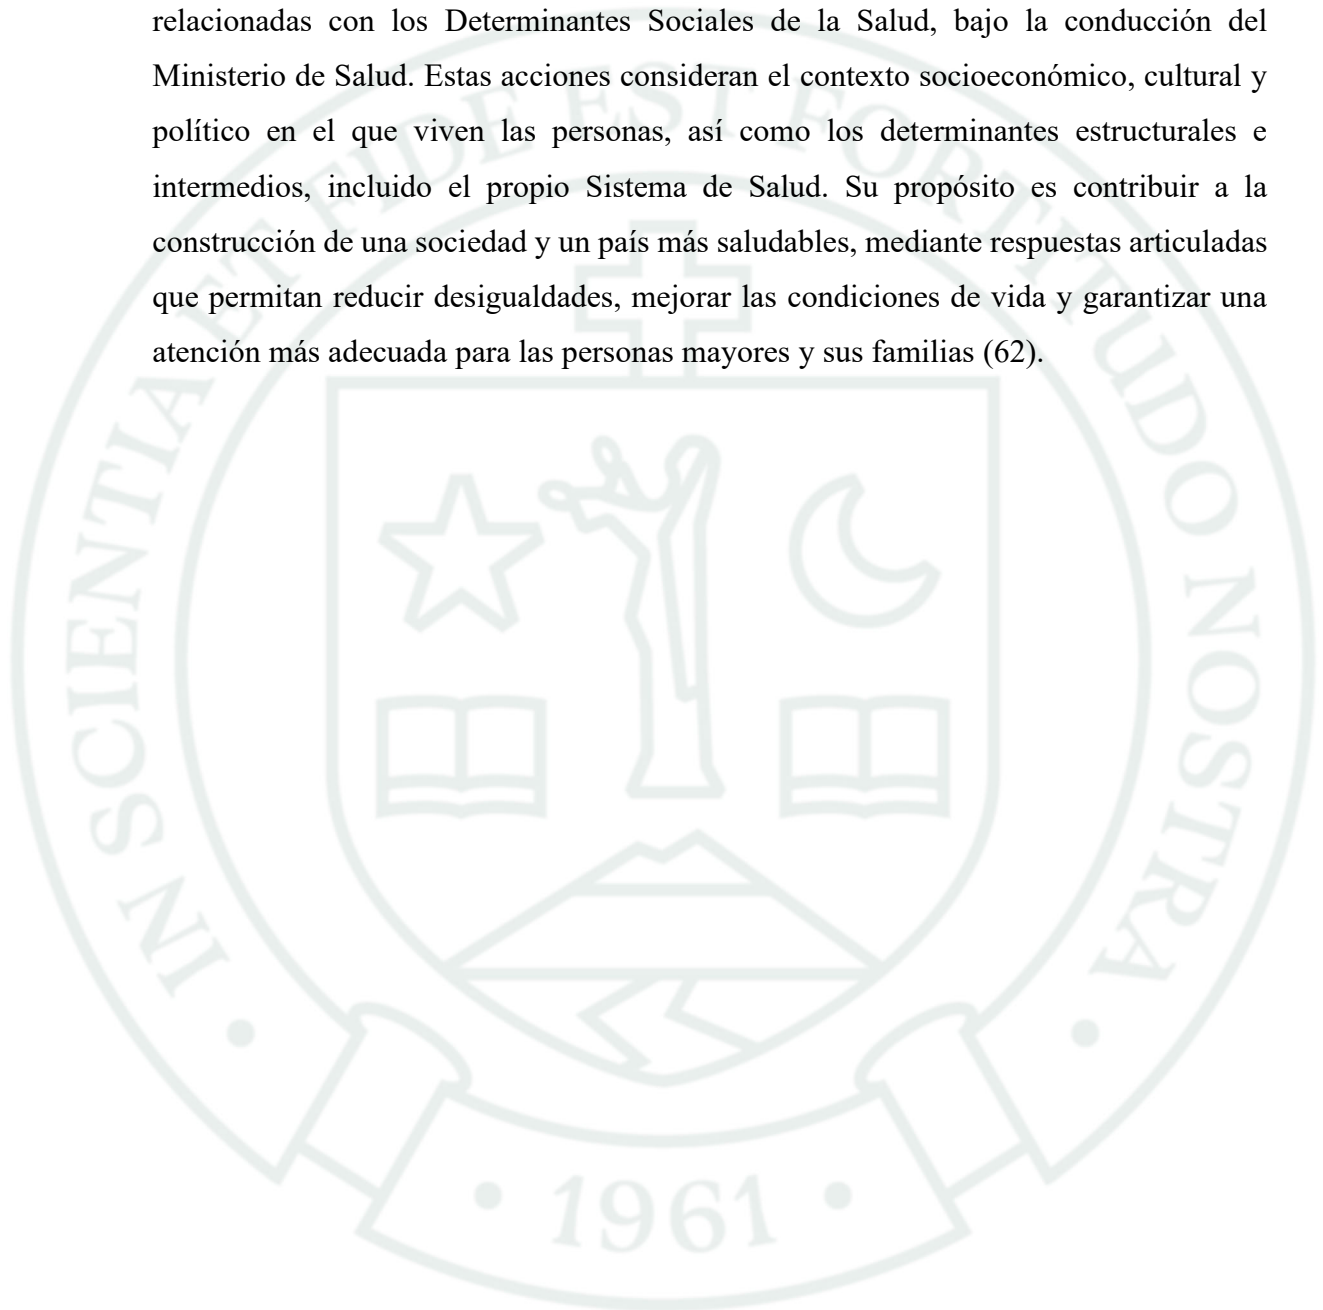 relacionadas con los Determinantes Sociales de la Salud, bajo la conducción del
Ministerio de Salud. Estas acciones consideran el contexto socioeconómico, cultural y
político en el que viven las personas, así como los determinantes estructurales e
intermedios, incluido el propio Sistema de Salud. Su propósito es contribuir a la
construcción de una sociedad y un país más saludables, mediante respuestas articuladas
que permitan reducir desigualdades, mejorar las condiciones de vida y garantizar una
atención más adecuada para las personas mayores y sus familias (62).
IN SCIENTIA ET FIDE EST FORTITUDO NOSTRA
• 1961 •